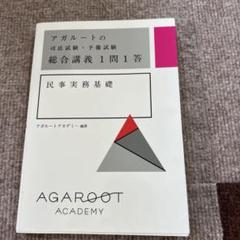 アガルートの
司法試験・予備試験
総合講義1問1答
民事実務基礎
アガルートアカデミー 編著
AGAROOT
ACADEMY